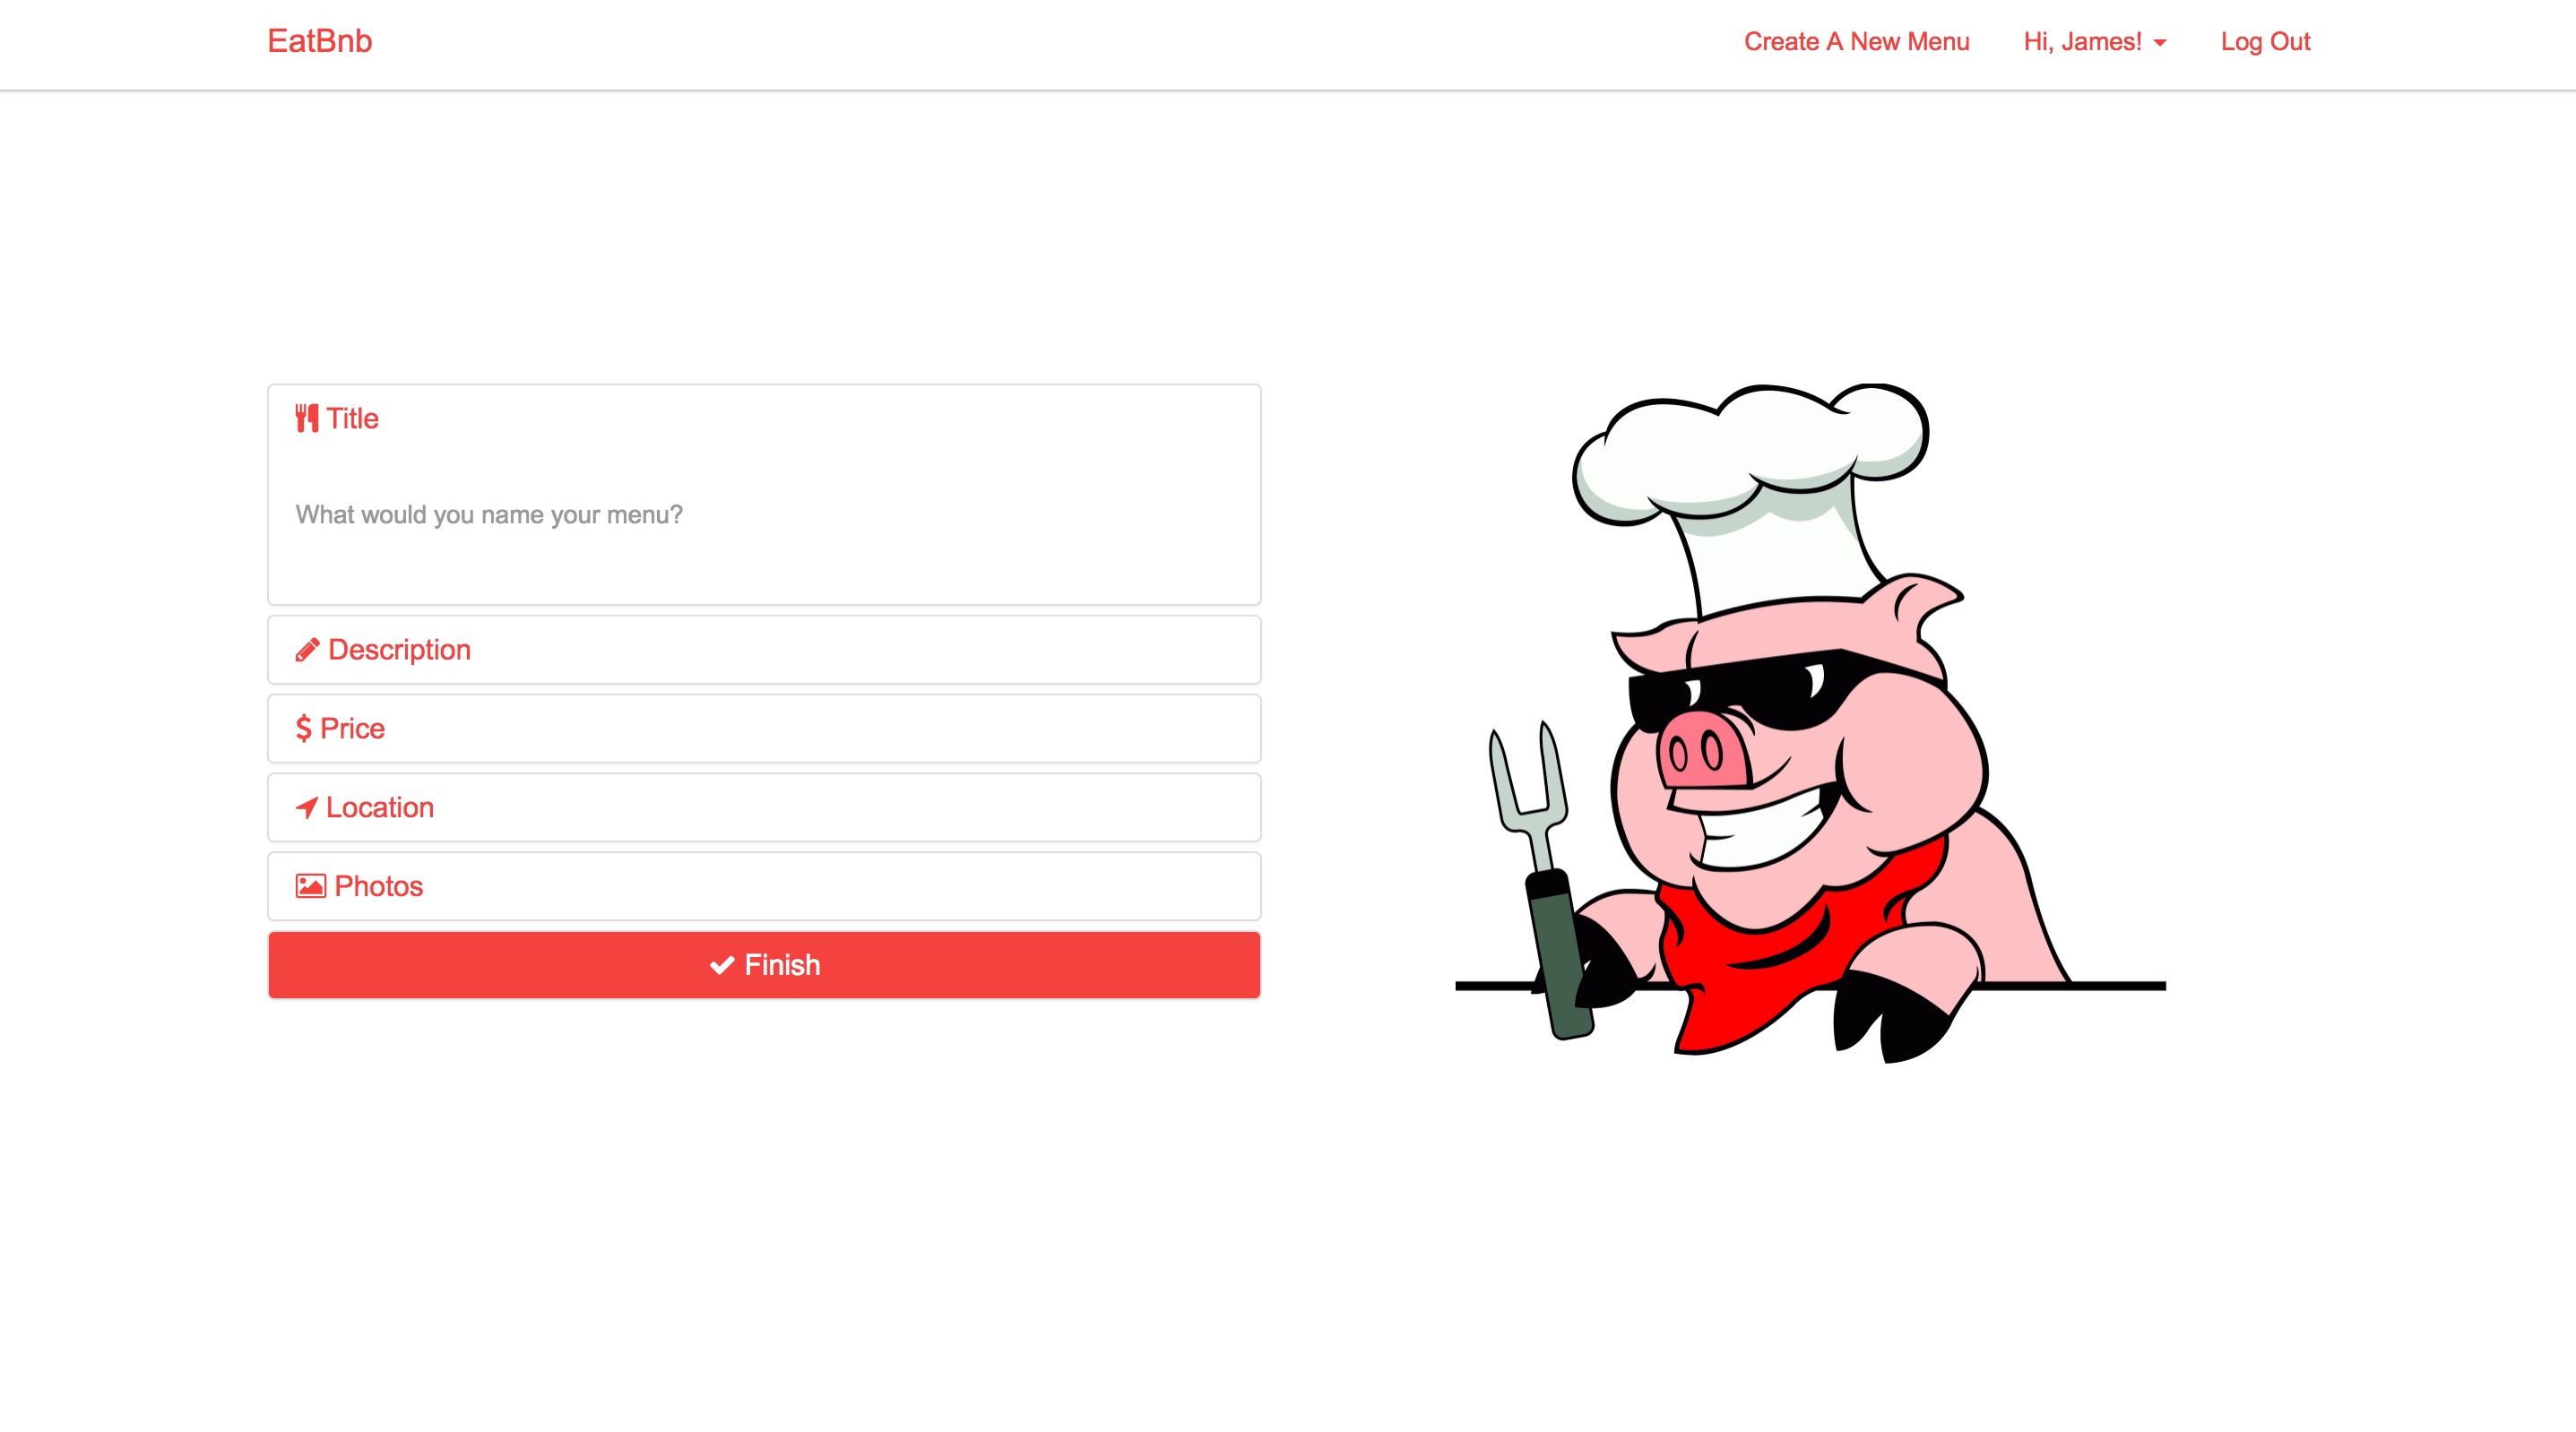 EatBnb
Create A New Menu
Hi, James!
Log Out
Title
What would you name your menu?
Description
$ Price
Location
Photos
Finish